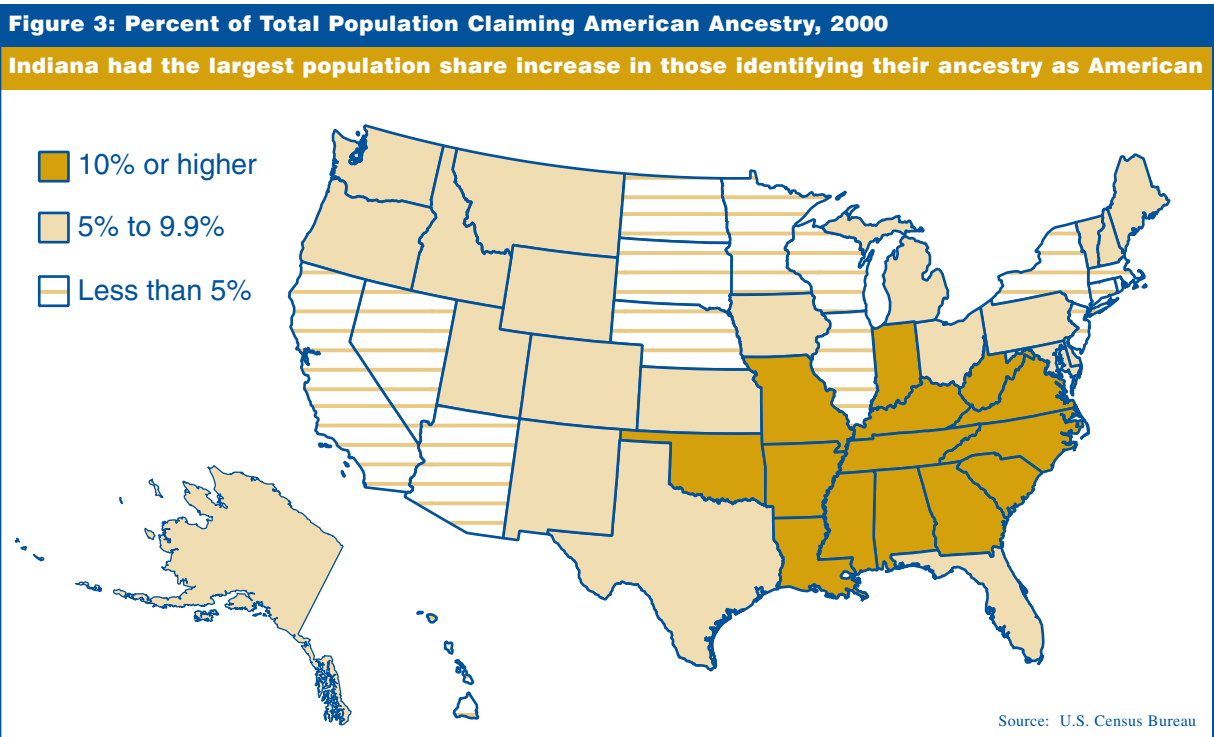 Figure 3: Percent of Total Population Claiming American Ancestry, 2000
Indiana had the largest population share increase in those identifying their ancestry as American
10% or higher
5% to 9.9%
Less than 5%
Source: U.S. Census Bureau